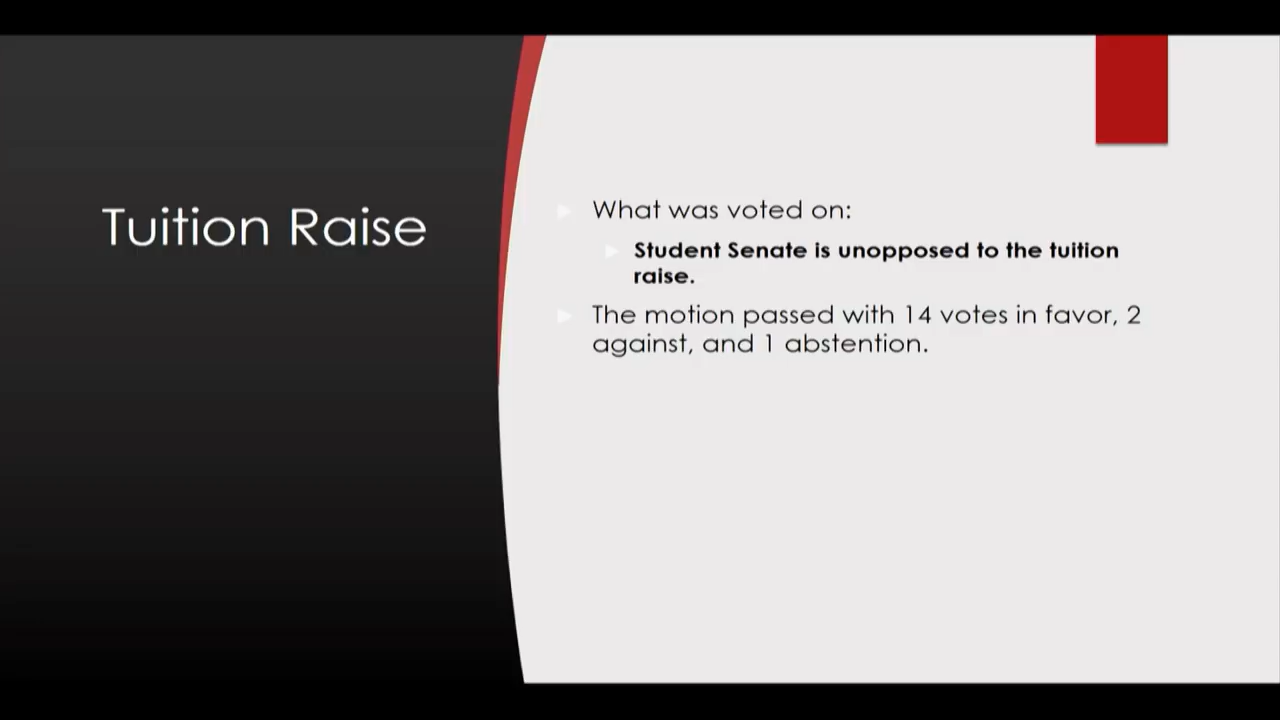 Tuition Raise
What was voted on:
Student Senate is unopposed to the tuition
raise.
The motion passed with 14 votes in favor, 2
against, and 1 abstention.